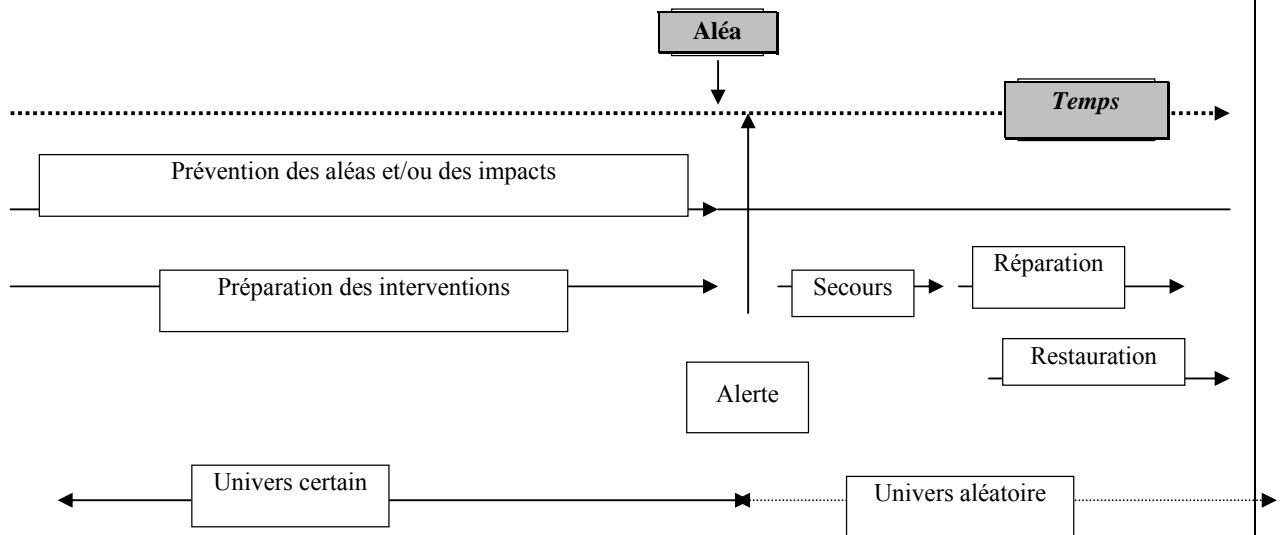 Aléa
Temps
Prévention des aléas et/ou des impacts
Préparation des interventions
Secours
Réparation
Restauration
Alerte
Univers certain
Univers aléatoire